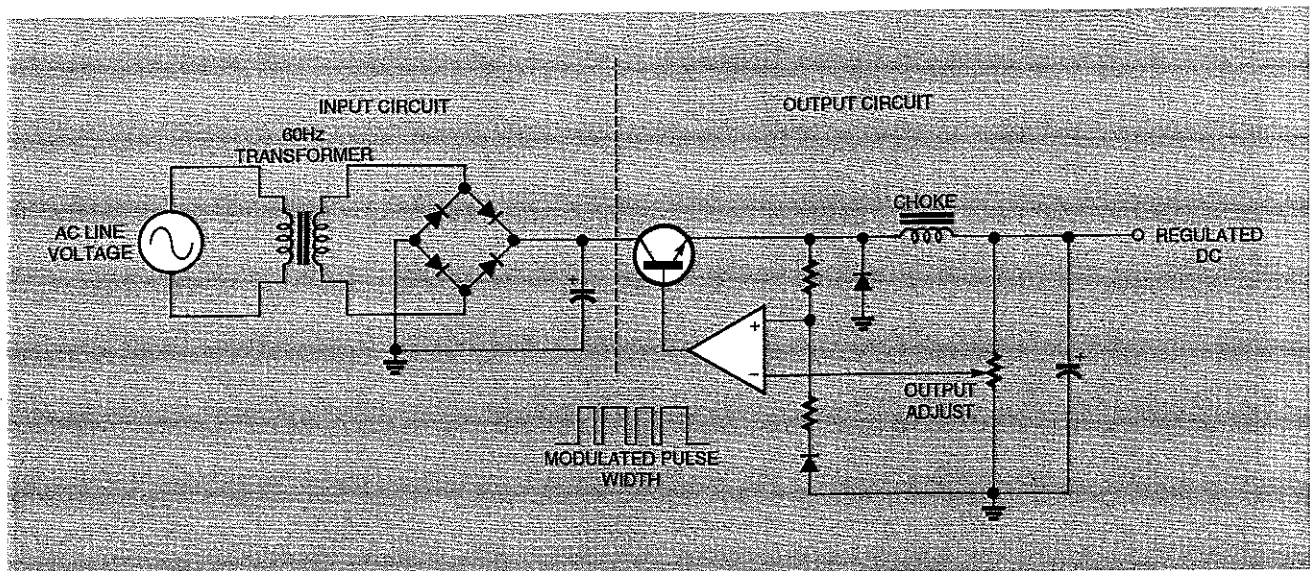 INPUT CIRCUIT
OUTPUT CIRCUIT
60Hz
TRANSFORMER
AC LINE
VOLTAGE
CHOKE
REGULATED
DC
+
+
−
+
OUTPUT
ADJUST
MODULATED PULSE
WIDTH